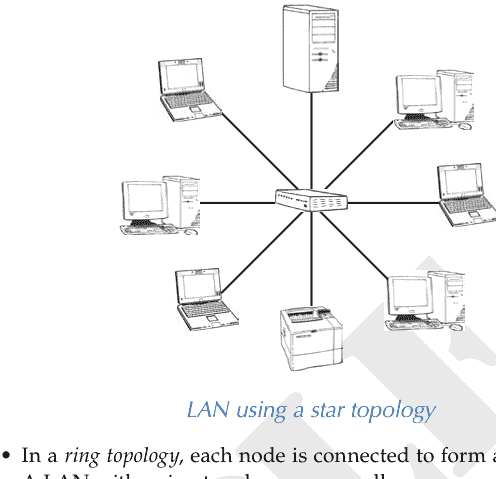 LAN using a star topology
• In a ring topology, each node is connected to form a